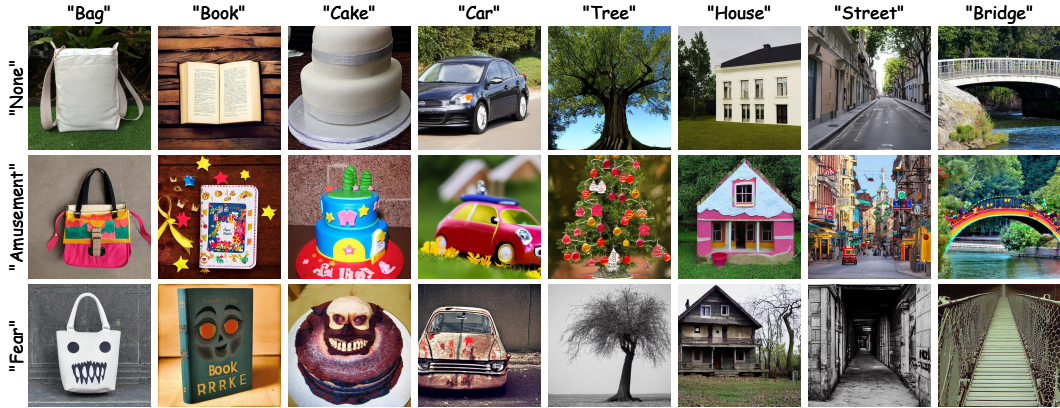 "Bag" "Book" "Cake" "Car" "Tree" "House" "Street" "Bridge"
"None"
"Amusement"
"Fear"
BOOK
RRRKE